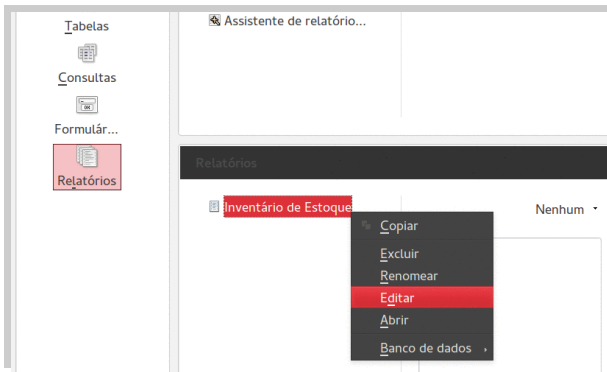 Tabelas
Consultas
Formulár...
Relatórios
Assistente de relatório...
Relatórios
Inventário de Estoque
Nenhum
Copiar
Excluir
Renomear
Editar
Abrir
Banco de dados